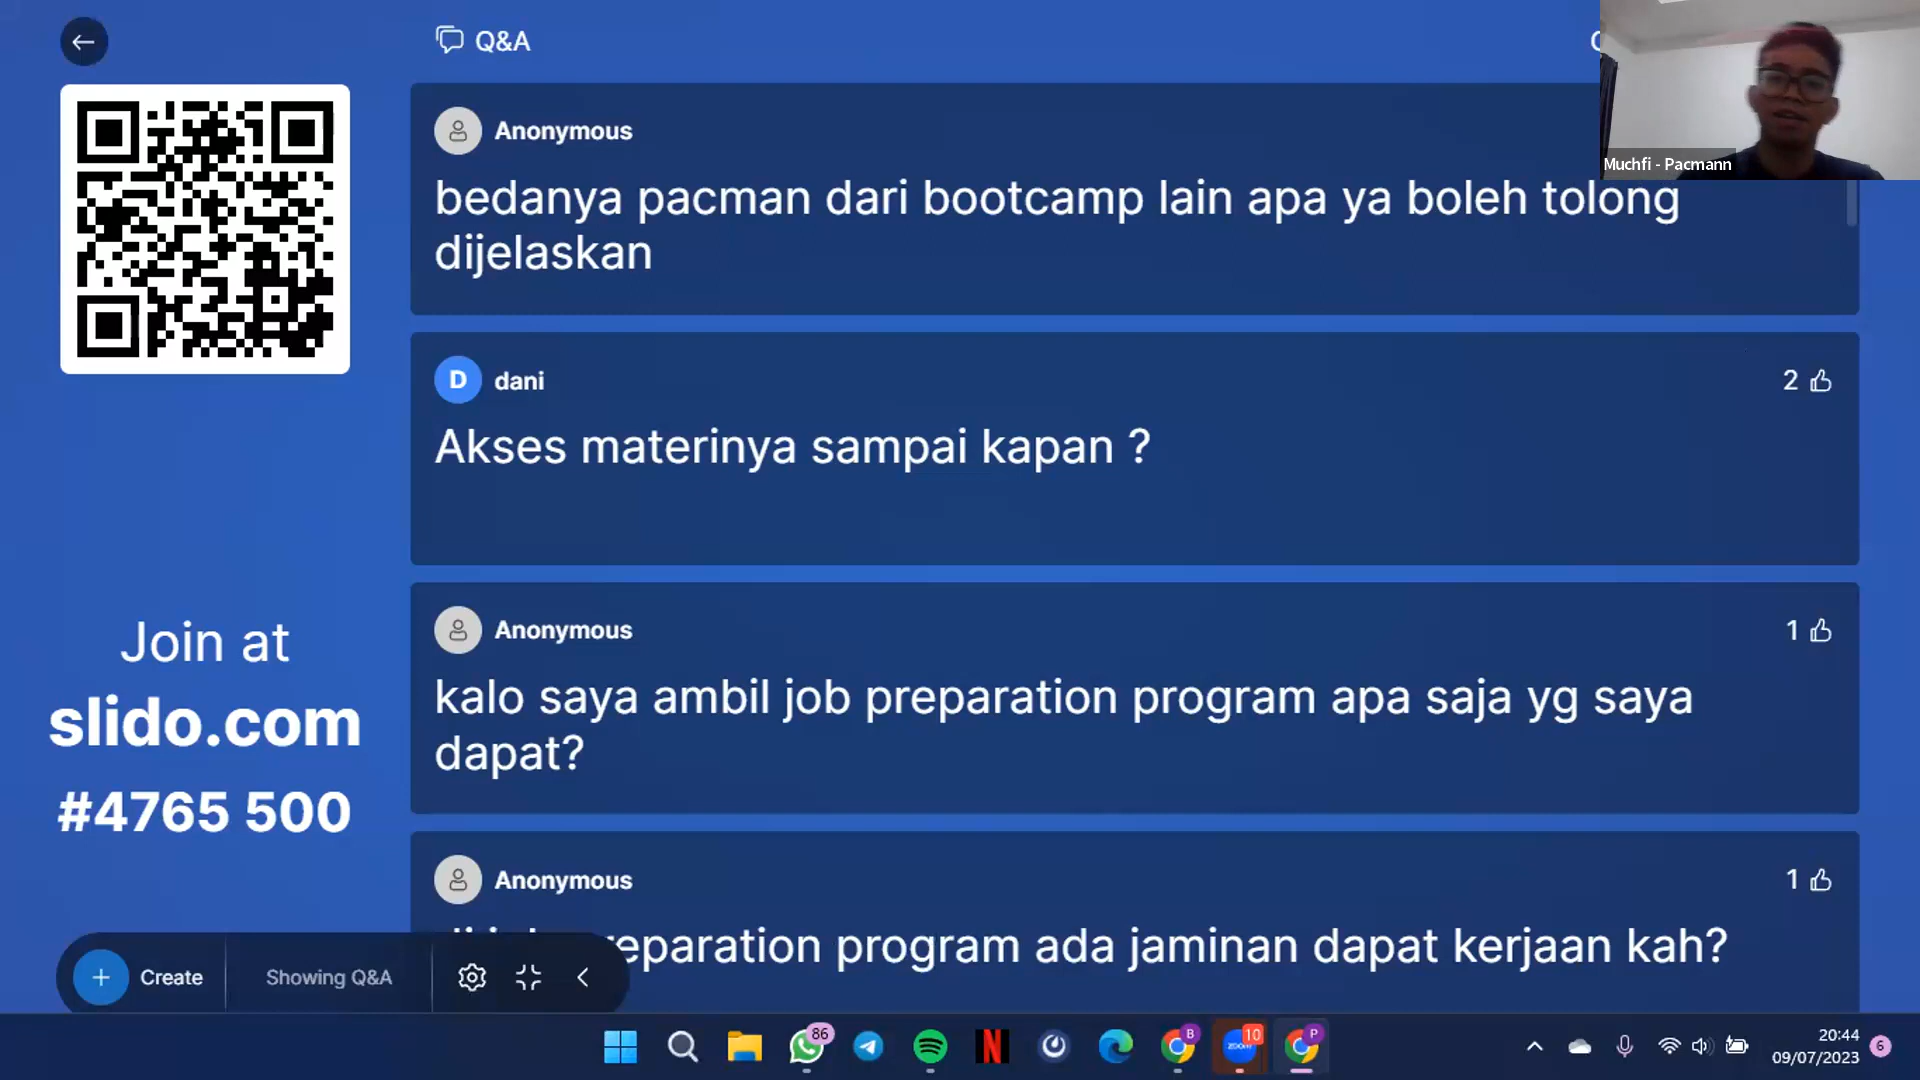 Q&A
Muchfi - Pacmann
Anonymous
bedanya pacman dari bootcamp lain apa ya boleh tolong
dijelaskan
D
dani
2
Akses materinya sampai kapan ?
Anonymous
1
kalo saya ambil job preparation program apa saja yg saya
dapat?
Anonymous
1
program ada jaminan dapat kerjaan kah?
Join at
slido.com
#4765 500
Create
Showing Q&A
86
N
B
zoom
10
P
20:44
09/07/2023
6